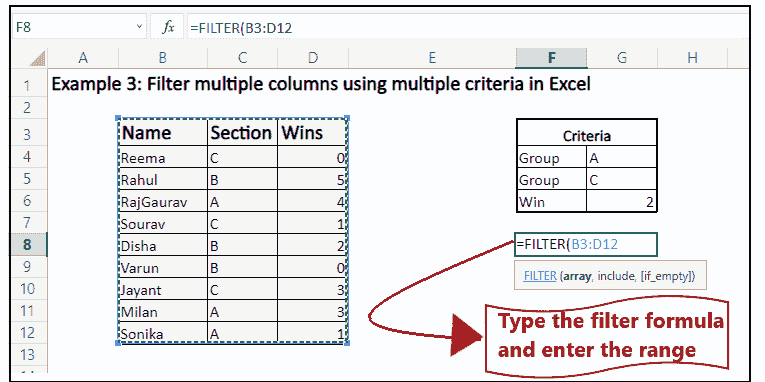 F8 fx =FILTER(B3:D12
A B C D E F G H
1 Example 3: Filter multiple columns using multiple criteria in Excel
2
3 Name Section Wins Criteria
4 Reema C 0 Group A
5 Rahul B 5 Group C
6 RajGaurav A 4 Win 2
7 Sourav C 1
8 Disha B 2 =FILTER(B3:D12
9 Varun B 0 FILTER (array, include, [if_empty])
10 Jayant C 3
11 Milan A 3 Type the filter formula
12 Sonika A 1 and enter the range
13